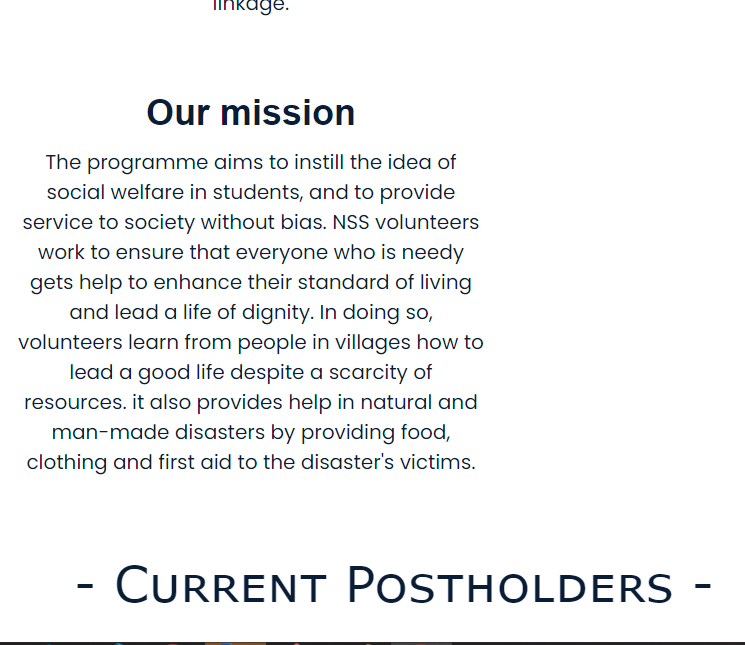 linkage.
Our mission
The programme aims to instill the idea of
social welfare in students, and to provide
service to society without bias. NSS volunteers
work to ensure that everyone who is needy
gets help to enhance their standard of living
and lead a life of dignity. In doing so,
volunteers learn from people in villages how to
lead a good life despite a scarcity of
resources. it also provides help in natural and
man-made disasters by providing food,
clothing and first aid to the disaster's victims.
- Current Postholders -